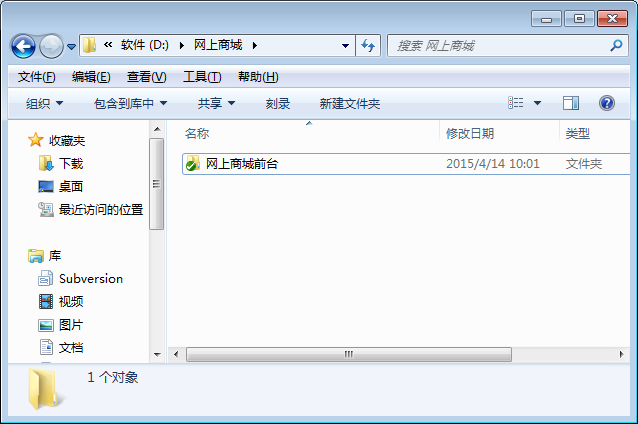 « 软件 (D:) ▸ 网上商城 ▸
搜索 网上商城
文件(F) 编辑(E) 查看(V) 工具(T) 帮助(H)
组织 包含到库中 共享 刻录 新建文件夹
名称 修改日期 类型
收藏夹
下载
桌面
最近访问的位置
库
Subversion
视频
图片
文档
网上商城前台 2015/4/14 10:01 文件夹
1 个对象